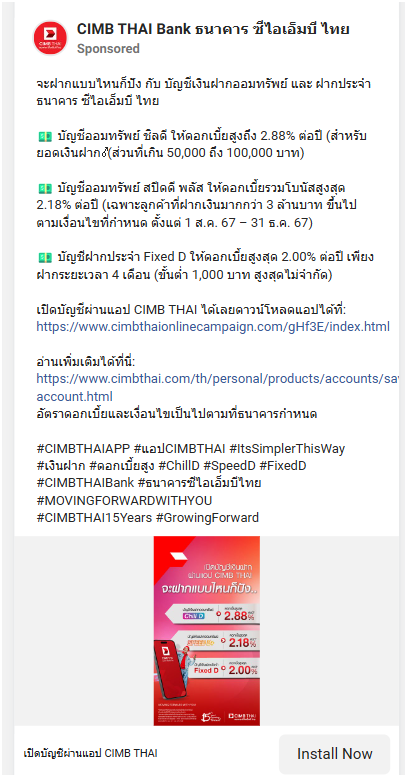 CIMB THAI Bank ธนาคาร ซีไอเอ็มบี ไทย
Sponsored
จะฝากแบบไหนก็ปัง กับ บัญชีเงินฝากออมทรัพย์ และ ฝากประจำ
ธนาคาร ซีไอเอ็มบี ไทย
💵 บัญชีออมทรัพย์ ชิลดี ให้ดอกเบี้ยสูงถึง 2.88% ต่อปี (สำหรับ
ยอดเงินฝาก(ส่วนที่เกิน 50,000 ถึง 100,000 บาท)
💵 บัญชีออมทรัพย์ สปีดดี พลัส ให้ดอกเบี้ยรวมโบนัสสูงสุด
2.18% ต่อปี (เฉพาะลูกค้าที่ฝากเงินมากกว่า 3 ล้านบาท ขึ้นไป
ตามเงื่อนไขที่กำหนด ตั้งแต่ 1 ส.ค. 67 – 31 ธ.ค. 67)
💵 บัญชีฝากประจำ Fixed D ให้ดอกเบี้ยสูงสุด 2.00% ต่อปี เพียง
ฝากระยะเวลา 4 เดือน (ขั้นต่ำ 1,000 บาท สูงสุดไม่จำกัด)
เปิดบัญชีผ่านแอป CIMB THAI ได้เลยดาวน์โหลดแอปได้ที่:
https://www.cimbthaionlinecampaign.com/gHf3E/index.html
อ่านเพิ่มเติมได้ที่นี่:
https://www.cimbthai.com/th/personal/products/accounts/sav
account.html
อัตราดอกเบี้ยและเงื่อนไขเป็นไปตามที่ธนาคารกำหนด
#CIMBTHAIAPP #แอปCIMBTHAI #ItsSimplerThisWay
#เงินฝาก #ดอกเบี้ยสูง #ChillD #SpeedD #FixedD
#CIMBTHAIBank #ธนาคารซีไอเอ็มบีไทย
#MOVINGFORWARDWITHYOU
#CIMBTHAI15Years #GrowingForward
เปิดบัญชีเงินฝาก
ผ่านแอป CIMB THAI
จะฝากแบบไหนก็ปัง..
Chill D
2.88%
SPEED D
2.18%
Fixed D
2.00%
CIMB THAI
เปิดบัญชีผ่านแอป CIMB THAI
Install Now